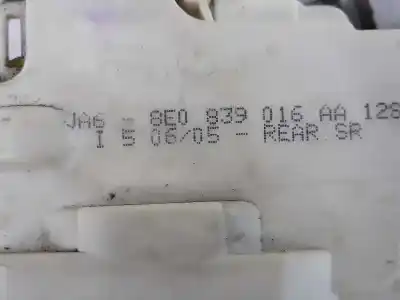 JA6 - 8E0 839 016 AA 128
I 5 06/05 - REAR SR